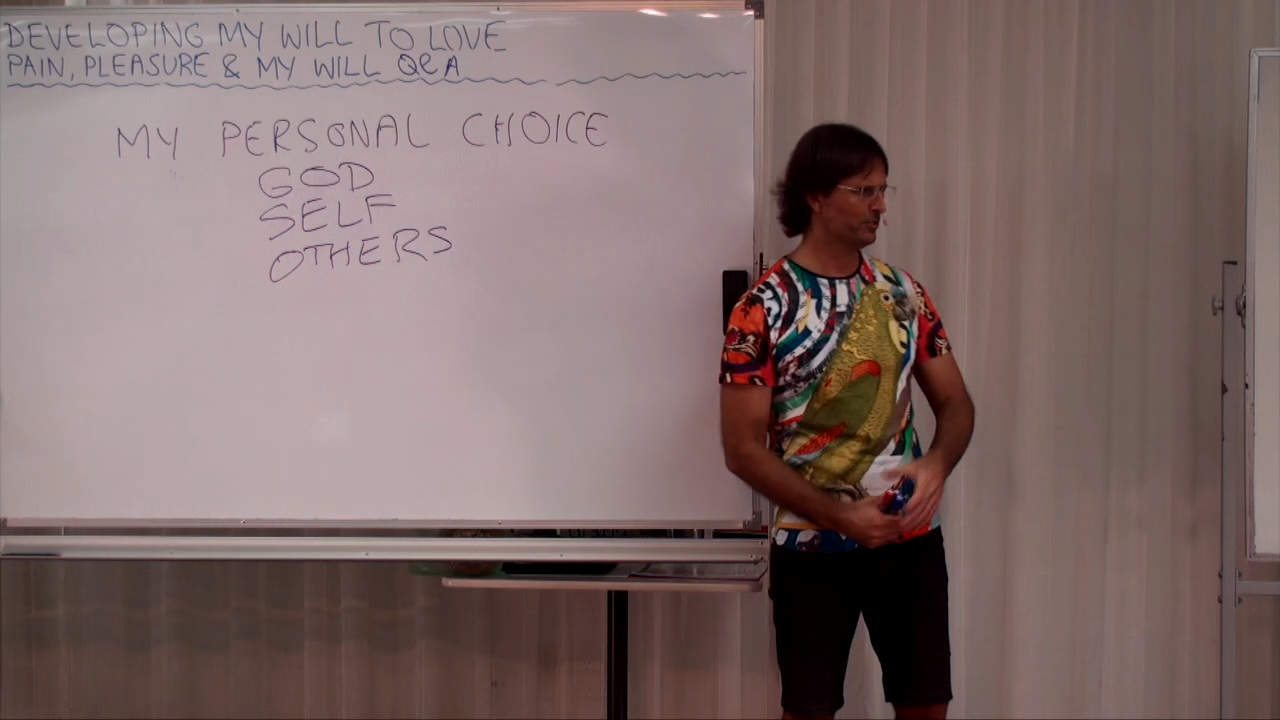 DEVELOPING MY WILL TO LOVE
PAIN, PLEASURE & MY WILL Q&A
MY PERSONAL CHOICE
GOD
SELF
OTHERS